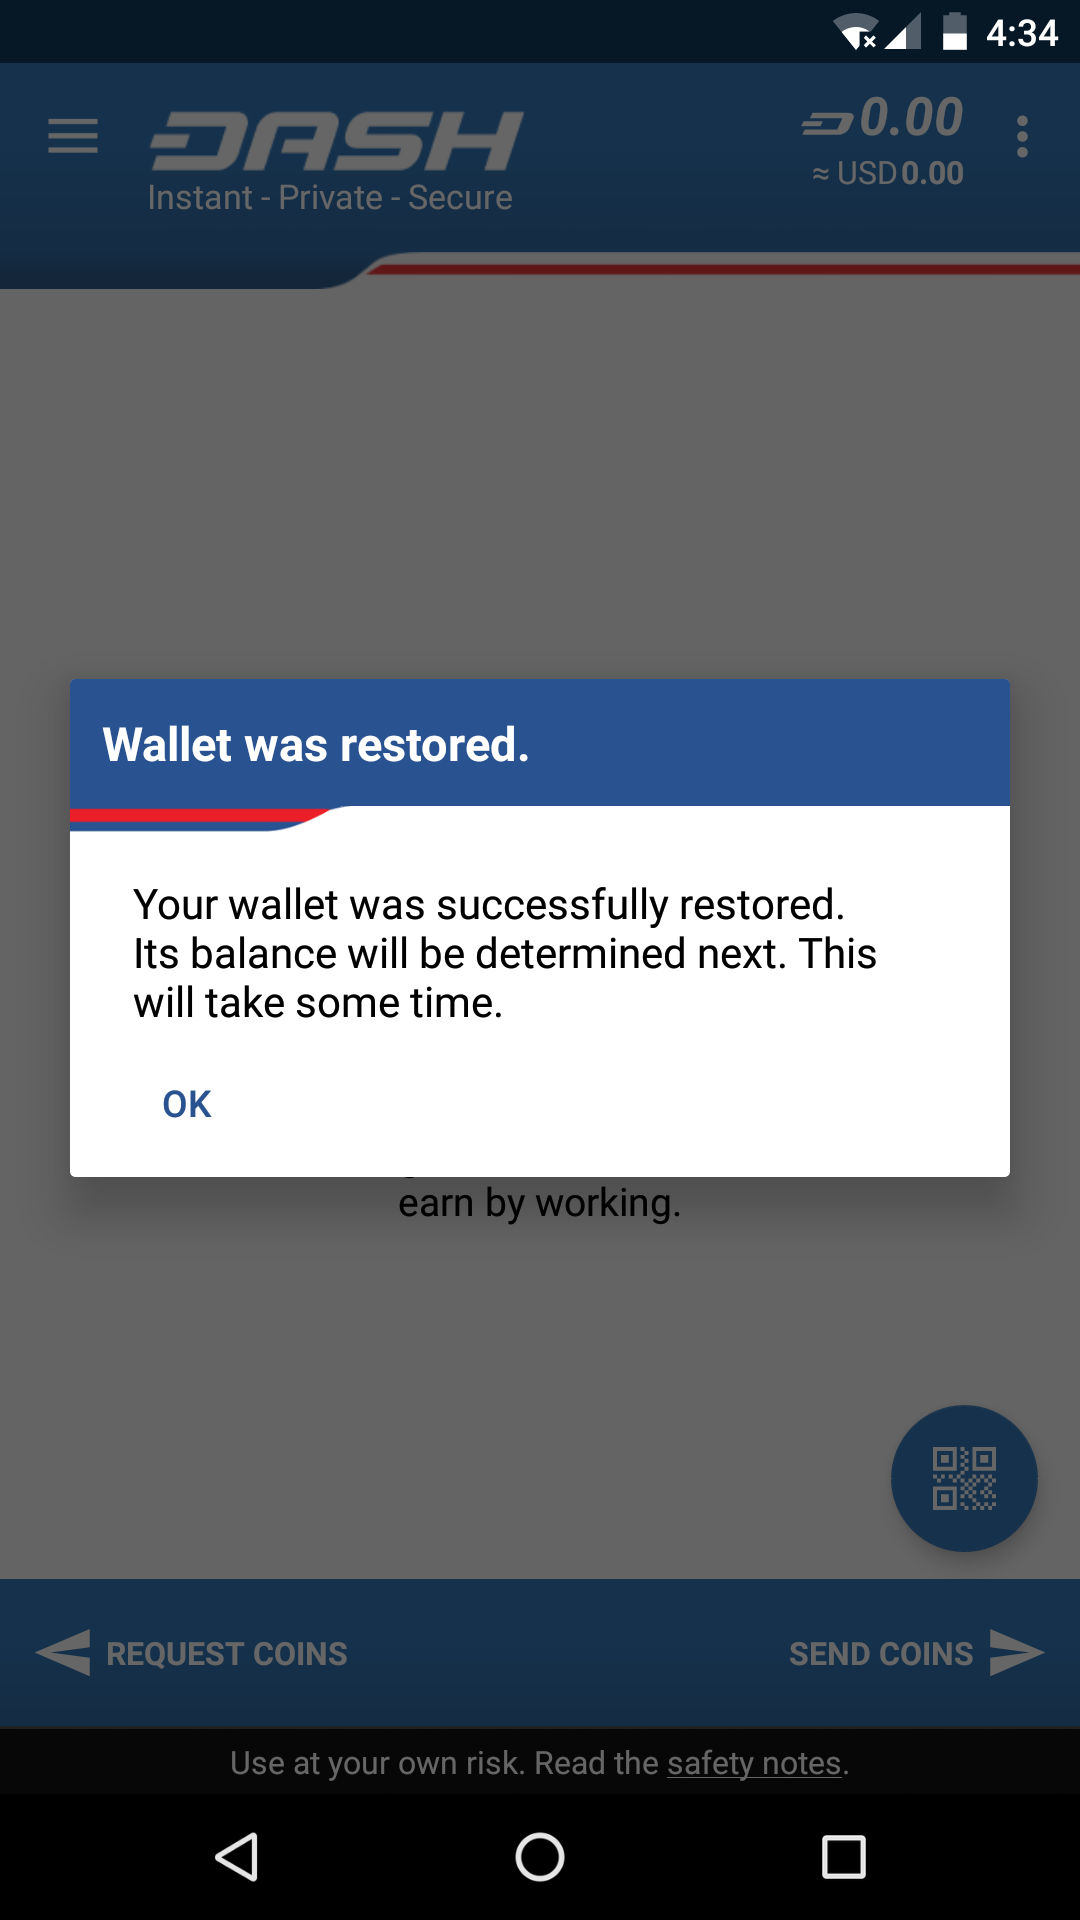 4:34
DASH
0.00
Instant - Private - Secure
≈ USD 0.00
Wallet was restored.
Your wallet was successfully restored.
Its balance will be determined next. This
will take some time.
OK
earn by working.
REQUEST COINS
SEND COINS
Use at your own risk. Read the safety notes.